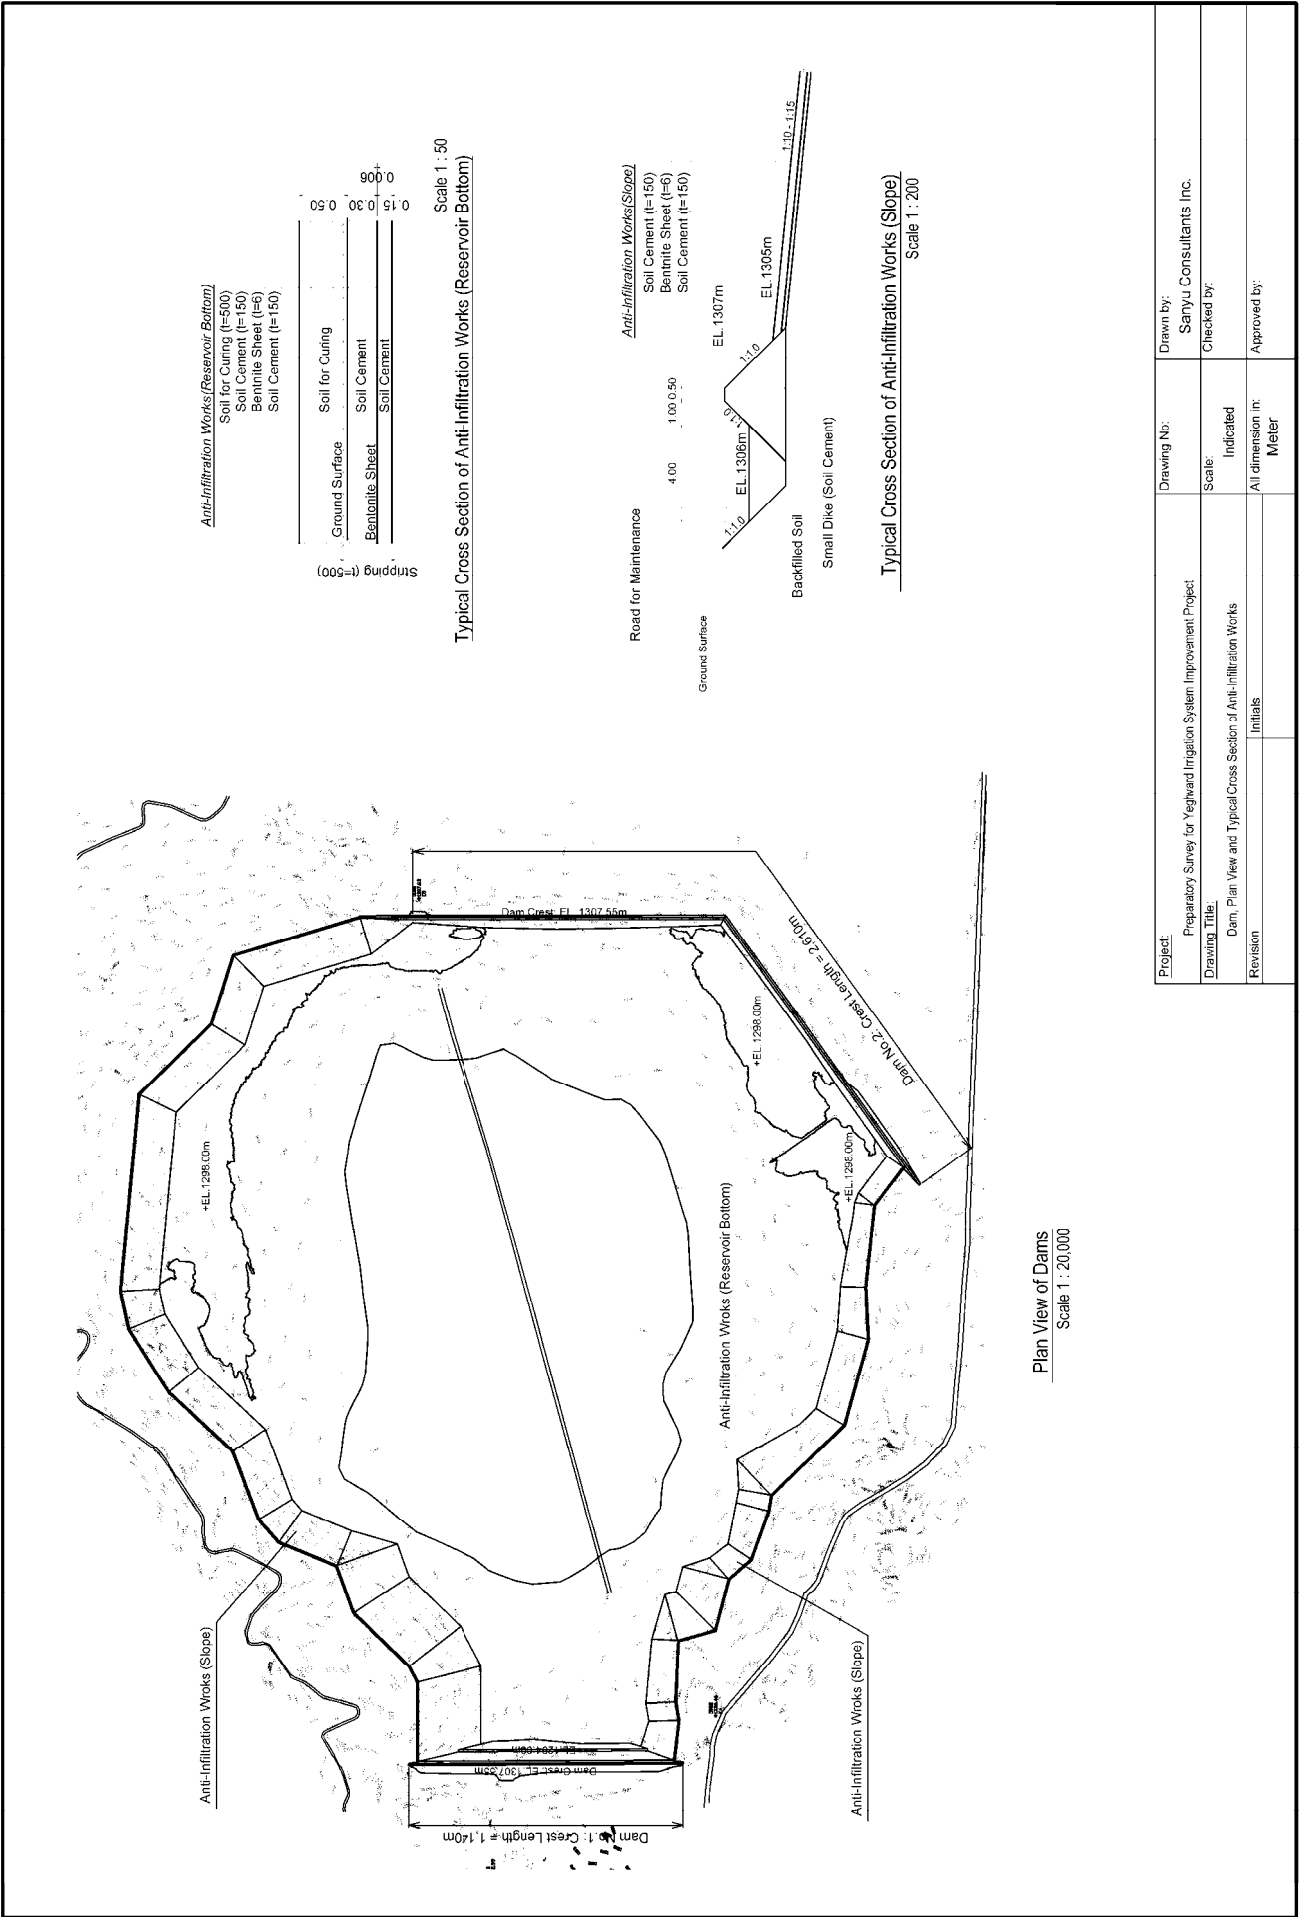 Anti-Infiltration Wroks (Slope)
Anti-Infiltration Wroks (Slope)
Anti-Infiltration Wroks (Reservoir Bottom)
+EL.1298.00m
+EL.1298.00m
+EL.1298.00m
Dam Crest: EL. 1307.55m
Dam No.2: Crest Length = 2,610m
Dam No.1: Crest Length = 1,140m
Plan View of Dams
Scale 1 : 20,000
Anti-Infiltration Works(Reservoir Bottom)
Soil for Curing (t=500)
Soil Cement (t=150)
Bentnite Sheet (t=6)
Soil Cement (t=150)
Stripping (t=500)
Ground Surface
Soil for Curing
Bentonite Sheet
Soil Cement
Soil Cement
0.50
0.30
0.15
0.006
Scale 1 : 50
Typical Cross Section of Anti-Infiltration Works (Reservoir Bottom)
Anti-Infiltration Works(Slope)
Soil Cement (t=150)
Bentnite Sheet (t=6)
Soil Cement (t=150)
Road for Maintenance
4.00
1.00 0.50
Ground Surface
EL.1307m
1:1.0
EL.1306m
1:1.0
1:1.0
EL.1305m
1:10 - 1:15
Backfilled Soil
Small Dike (Soil Cement)
Typical Cross Section of Anti-Infiltration Works (Slope)
Scale 1 : 200
Project:
Preparatory Survey for Yeghvard Irrigation System Improvement Project
Drawing Title:
Dam, Plan View and Typical Cross Section of Anti-Infiltration Works
Revision
Initials
Drawing No:
Scale:
Indicated
All dimension in:
Meter
Drawn by:
Sanyu Consultants Inc.
Checked by:
Approved by: